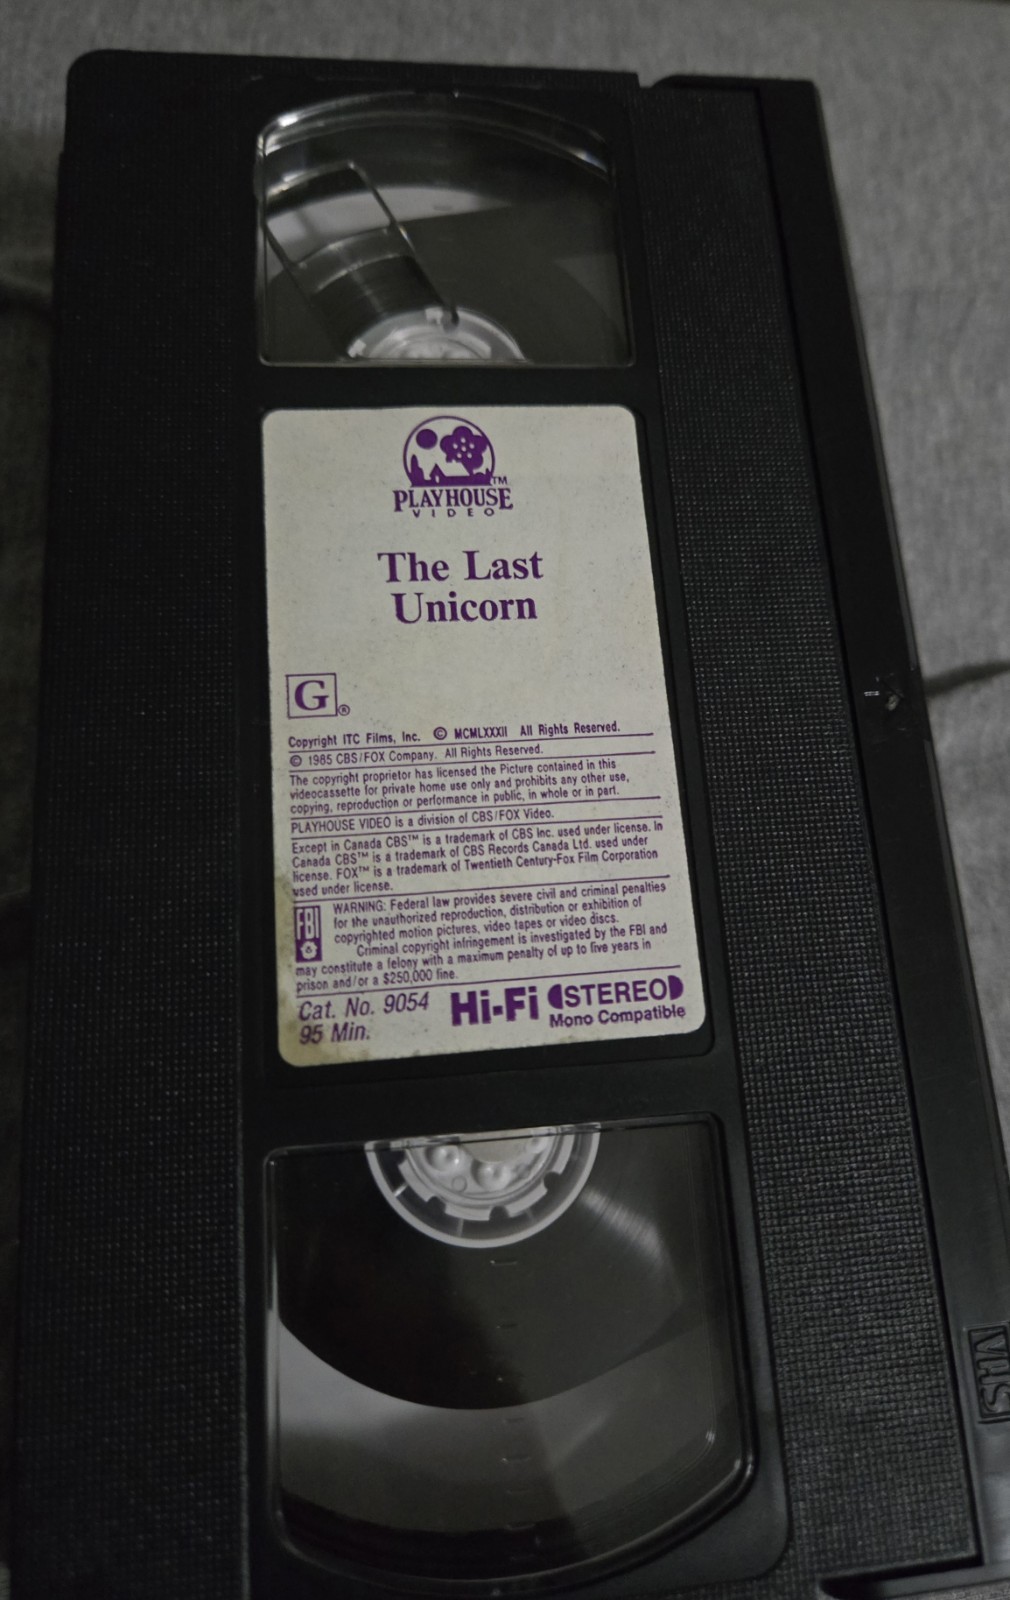 TM
PLAYHOUSE
VIDEO
The Last
Unicorn
G®
Copyright ITC Films, Inc. © MCMLXXXII All Rights Reserved.
© 1985 CBS/FOX Company. All Rights Reserved.
The copyright proprietor has licensed the Picture contained in this
videocassette for private home use only and prohibits any other use,
copying, reproduction or performance in public, in whole or in part.
PLAYHOUSE VIDEO is a division of CBS/FOX Video.
Except in Canada CBS™ is a trademark of CBS Inc. used under license. In
Canada CBS™ is a trademark of CBS Records Canada Ltd. used under
license. FOX™ is a trademark of Twentieth Century-Fox Film Corporation
used under license.
FBI
WARNING: Federal law provides severe civil and criminal penalties
for the unauthorized reproduction, distribution or exhibition of
copyrighted motion pictures, video tapes or video discs.
Criminal copyright infringement is investigated by the FBI and
may constitute a felony with a maximum penalty of up to five years in
prison and/or a $250,000 fine.
Cat. No. 9054
95 Min.
Hi-Fi STEREO
Mono Compatible
VHS